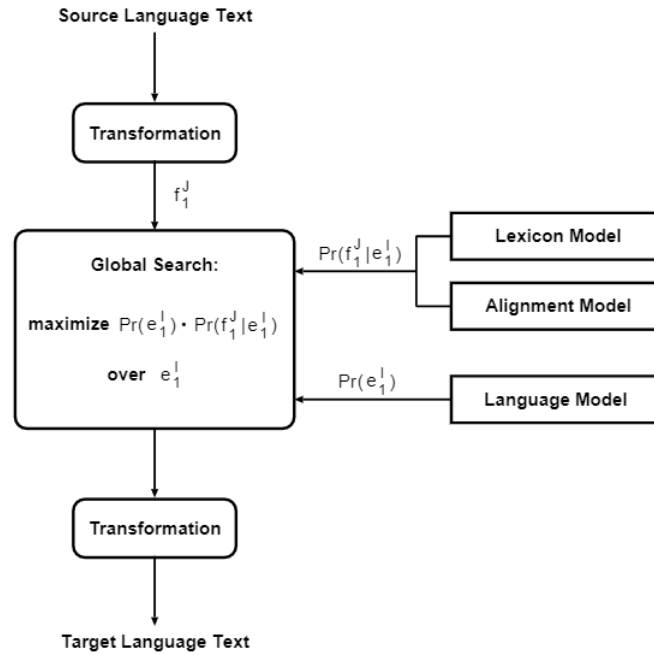 Source Language Text
Transformation
f₁ᴶ
Global Search:
maximize Pr(e₁ᴵ) · Pr(f₁ᴶ|e₁ᴵ)
over e₁ᴵ
Pr(f₁ᴶ|e₁ᴵ)
Lexicon Model
Alignment Model
Pr(e₁ᴵ)
Language Model
Transformation
Target Language Text